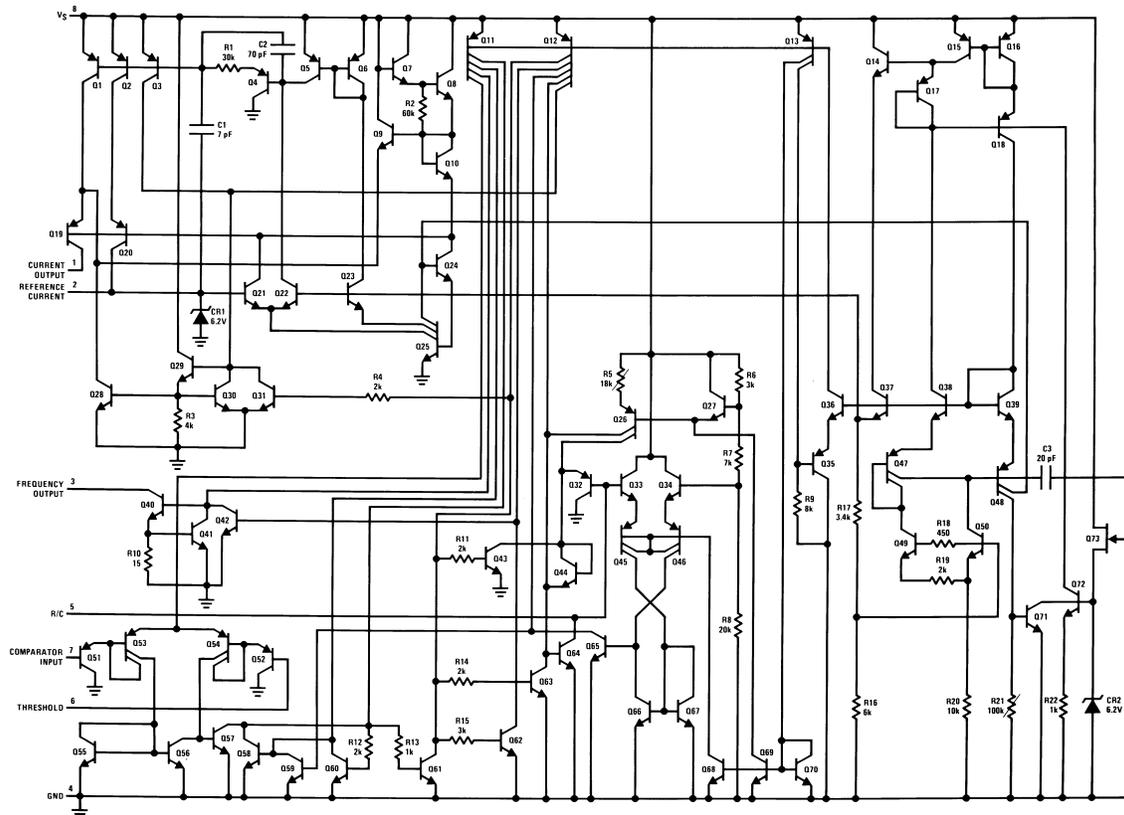 VS 8
Q1
Q2
Q3
R1
30k
C2
70 pF
Q4
Q5
Q6
Q7
Q8
R2
60k
Q9
Q10
Q11
Q12
Q13
Q14
Q15
Q16
Q17
Q18
C1
7 pF
Q19
Q20
CURRENT
OUTPUT 1
REFERENCE
CURRENT 2
CR1
6.2V
Q21
Q22
Q23
Q24
Q25
Q28
Q29
R3
4k
Q30
Q31
R4
2k
R5
18k
Q26
Q27
R6
3k
R7
7k
Q32
Q33
Q34
Q35
Q36
R9
8k
Q37
Q38
Q39
C3
20 pF
FREQUENCY
OUTPUT 3
Q40
Q41
Q42
R10
15
R11
2k
Q43
Q44
Q45
Q46
R17
3.4k
Q47
Q48
Q49
R18
450
R19
2k
Q50
Q73
R/C 5
R8
20k
Q71
Q72
COMPARATOR
INPUT 7
Q51
Q53
Q54
Q52
THRESHOLD 6
R14
2k
Q63
Q64
Q65
R15
3k
Q62
Q66
Q67
R16
6k
R20
10k
R21
100k
R22
1k
CR2
6.2V
Q55
Q56
Q57
Q58
Q59
R12
2k
Q60
R13
1k
Q61
Q68
Q69
Q70
GND 4